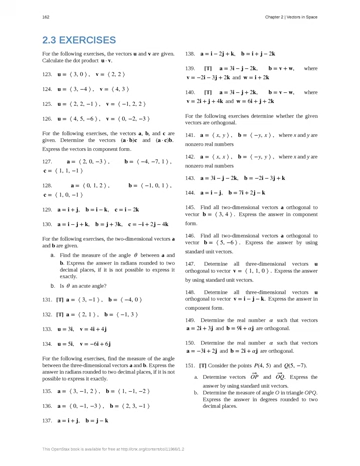 162
Chapter 2 | Vectors in Space
2.3 EXERCISES
For the following exercises, the vectors u and v are given.
Calculate the dot product u · v.
123. u = ⟨ 3, 0 ⟩, v = ⟨ 2, 2 ⟩
124. u = ⟨ 3, −4 ⟩, v = ⟨ 4, 3 ⟩
125. u = ⟨ 2, 2, −1 ⟩, v = ⟨ −1, 2, 2 ⟩
126. u = ⟨ 4, 5, −6 ⟩, v = ⟨ 0, −2, −3 ⟩
For the following exercises, the vectors a, b, and c are
given. Determine the vectors (a·b)c and (a·c)b.
Express the vectors in component form.
127. a = ⟨ 2, 0, −3 ⟩, b = ⟨ −4, −7, 1 ⟩,
c = ⟨ 1, 1, −1 ⟩
128. a = ⟨ 0, 1, 2 ⟩, b = ⟨ −1, 0, 1 ⟩,
c = ⟨ 1, 0, −1 ⟩
129. a = i + j, b = i − k, c = i − 2k
130. a = i − j + k, b = j + 3k, c = −i + 2j − 4k
For the following exercises, the two-dimensional vectors a
and b are given.
a. Find the measure of the angle θ between a and
b. Express the answer in radians rounded to two
decimal places, if it is not possible to express it
exactly.
b. Is θ an acute angle?
131. [T] a = ⟨ 3, −1 ⟩, b = ⟨ −4, 0 ⟩
132. [T] a = ⟨ 2, 1 ⟩, b = ⟨ −1, 3 ⟩
133. u = 3i, v = 4i + 4j
134. u = 5i, v = −6i + 6j
For the following exercises, find the measure of the angle
between the three-dimensional vectors a and b. Express the
answer in radians rounded to two decimal places, if it is not
possible to express it exactly.
135. a = ⟨ 3, −1, 2 ⟩, b = ⟨ 1, −1, −2 ⟩
136. a = ⟨ 0, −1, −3 ⟩, b = ⟨ 2, 3, −1 ⟩
137. a = i + j, b = j − k
138. a = i − 2j + k, b = i + j − 2k
139. [T] a = 3i − j − 2k, b = v + w, where
v = −2i − 3j + 2k and w = i + 2k
140. [T] a = 3i − j + 2k, b = v − w, where
v = 2i + j + 4k and w = 6i + j + 2k
For the following exercises determine whether the given
vectors are orthogonal.
141. a = ⟨ x, y ⟩, b = ⟨ −y, x ⟩, where x and y are
nonzero real numbers
142. a = ⟨ x, x ⟩, b = ⟨ −y, y ⟩, where x and y are
nonzero real numbers
143. a = 3i − j − 2k, b = −2i − 3j + k
144. a = i − j, b = 7i + 2j − k
145. Find all two-dimensional vectors a orthogonal to
vector b = ⟨ 3, 4 ⟩. Express the answer in component
form.
146. Find all two-dimensional vectors a orthogonal to
vector b = ⟨ 5, −6 ⟩. Express the answer by using
standard unit vectors.
147. Determine all three-dimensional vectors u
orthogonal to vector v = ⟨ 1, 1, 0 ⟩. Express the answer
by using standard unit vectors.
148. Determine all three-dimensional vectors u
orthogonal to vector v = i − j − k. Express the answer in
component form.
149. Determine the real number α such that vectors
a = 2i + 3j and b = 9i + αj are orthogonal.
150. Determine the real number α such that vectors
a = −3i + 2j and b = 2i + αj are orthogonal.
151. [T] Consider the points P(4, 5) and Q(5, −7).
a. Determine vectors OP and OQ. Express the
answer by using standard unit vectors.
b. Determine the measure of angle O in triangle OPQ.
Express the answer in degrees rounded to two
decimal places.